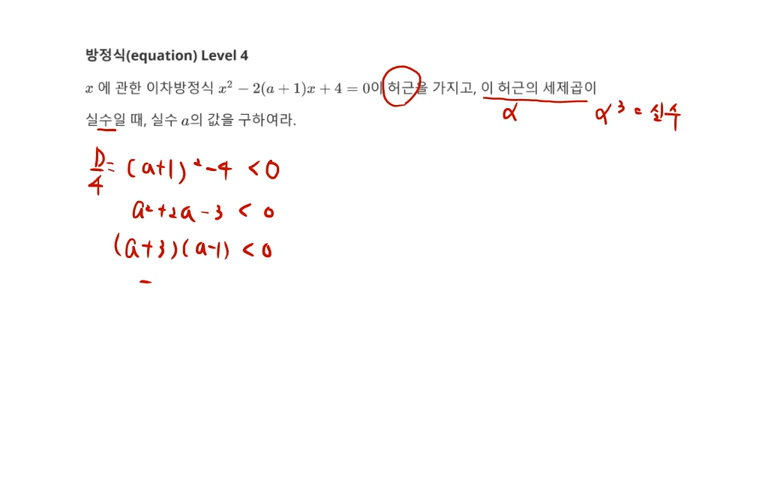 방정식(equation) Level 4
x 에 관한 이차방정식 x² − 2(a + 1)x + 4 = 0이 허근을 가지고, 이 허근의 세제곱이
α α³ = 실수
실수일 때, 실수 a의 값을 구하여라.
D/4 = (a+1)² - 4 < 0
a² + 2a - 3 < 0
(a+3)(a-1) < 0
-